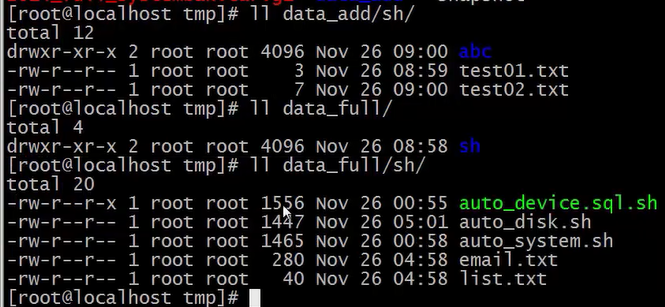 [root@localhost tmp]# ll data_add/sh/
total 12
drwxr-xr-x 2 root root 4096 Nov 26 09:00 abc
-rw-r--r-- 1 root root    3 Nov 26 08:59 test01.txt
-rw-r--r-- 1 root root    7 Nov 26 09:00 test02.txt
[root@localhost tmp]# ll data_full/
total 4
drwxr-xr-x 2 root root 4096 Nov 26 08:58 sh
[root@localhost tmp]# ll data_full/sh/
total 20
-rw-r--r-x 1 root root 1556 Nov 26 00:55 auto_device.sql.sh
-rw-r--r-- 1 root root 1447 Nov 26 05:01 auto_disk.sh
-rw-r--r-- 1 root root 1465 Nov 26 00:58 auto_system.sh
-rw-r--r-- 1 root root  280 Nov 26 04:58 email.txt
-rw-r--r-- 1 root root   40 Nov 26 04:58 list.txt
[root@localhost tmp]#